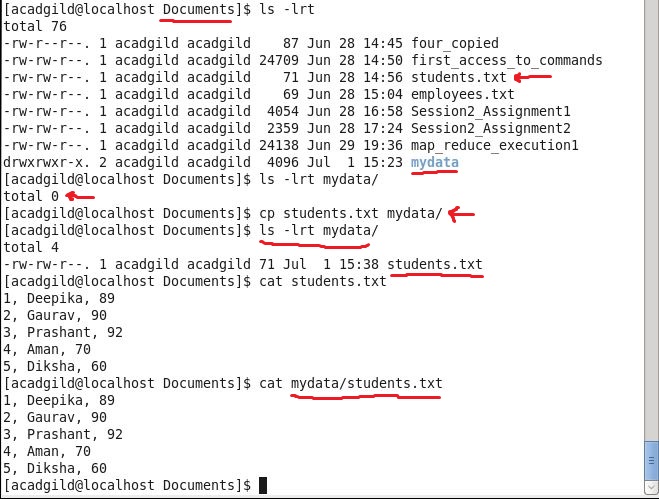 [acadgild@localhost Documents]$ ls -lrt
total 76
-rw-r--r--. 1 acadgild acadgild    87 Jun 28 14:45 four_copied
-rw-rw-r--. 1 acadgild acadgild 24709 Jun 28 14:50 first_access_to_commands
-rw-rw-r--. 1 acadgild acadgild    71 Jun 28 14:56 students.txt
-rw-rw-r--. 1 acadgild acadgild    69 Jun 28 15:04 employees.txt
-rw-rw-r--. 1 acadgild acadgild  4054 Jun 28 16:58 Session2_Assignment1
-rw-rw-r--. 1 acadgild acadgild  2359 Jun 28 17:24 Session2_Assignment2
-rw-rw-r--. 1 acadgild acadgild 24138 Jun 29 19:36 map_reduce_execution1
drwxrwxr-x. 2 acadgild acadgild  4096 Jul  1 15:23 mydata
[acadgild@localhost Documents]$ ls -lrt mydata/
total 0
[acadgild@localhost Documents]$ cp students.txt mydata/
[acadgild@localhost Documents]$ ls -lrt mydata/
total 4
-rw-rw-r--. 1 acadgild acadgild 71 Jul  1 15:38 students.txt
[acadgild@localhost Documents]$ cat students.txt
1, Deepika, 89
2, Gaurav, 90
3, Prashant, 92
4, Aman, 70
5, Diksha, 60
[acadgild@localhost Documents]$ cat mydata/students.txt
1, Deepika, 89
2, Gaurav, 90
3, Prashant, 92
4, Aman, 70
5, Diksha, 60
[acadgild@localhost Documents]$